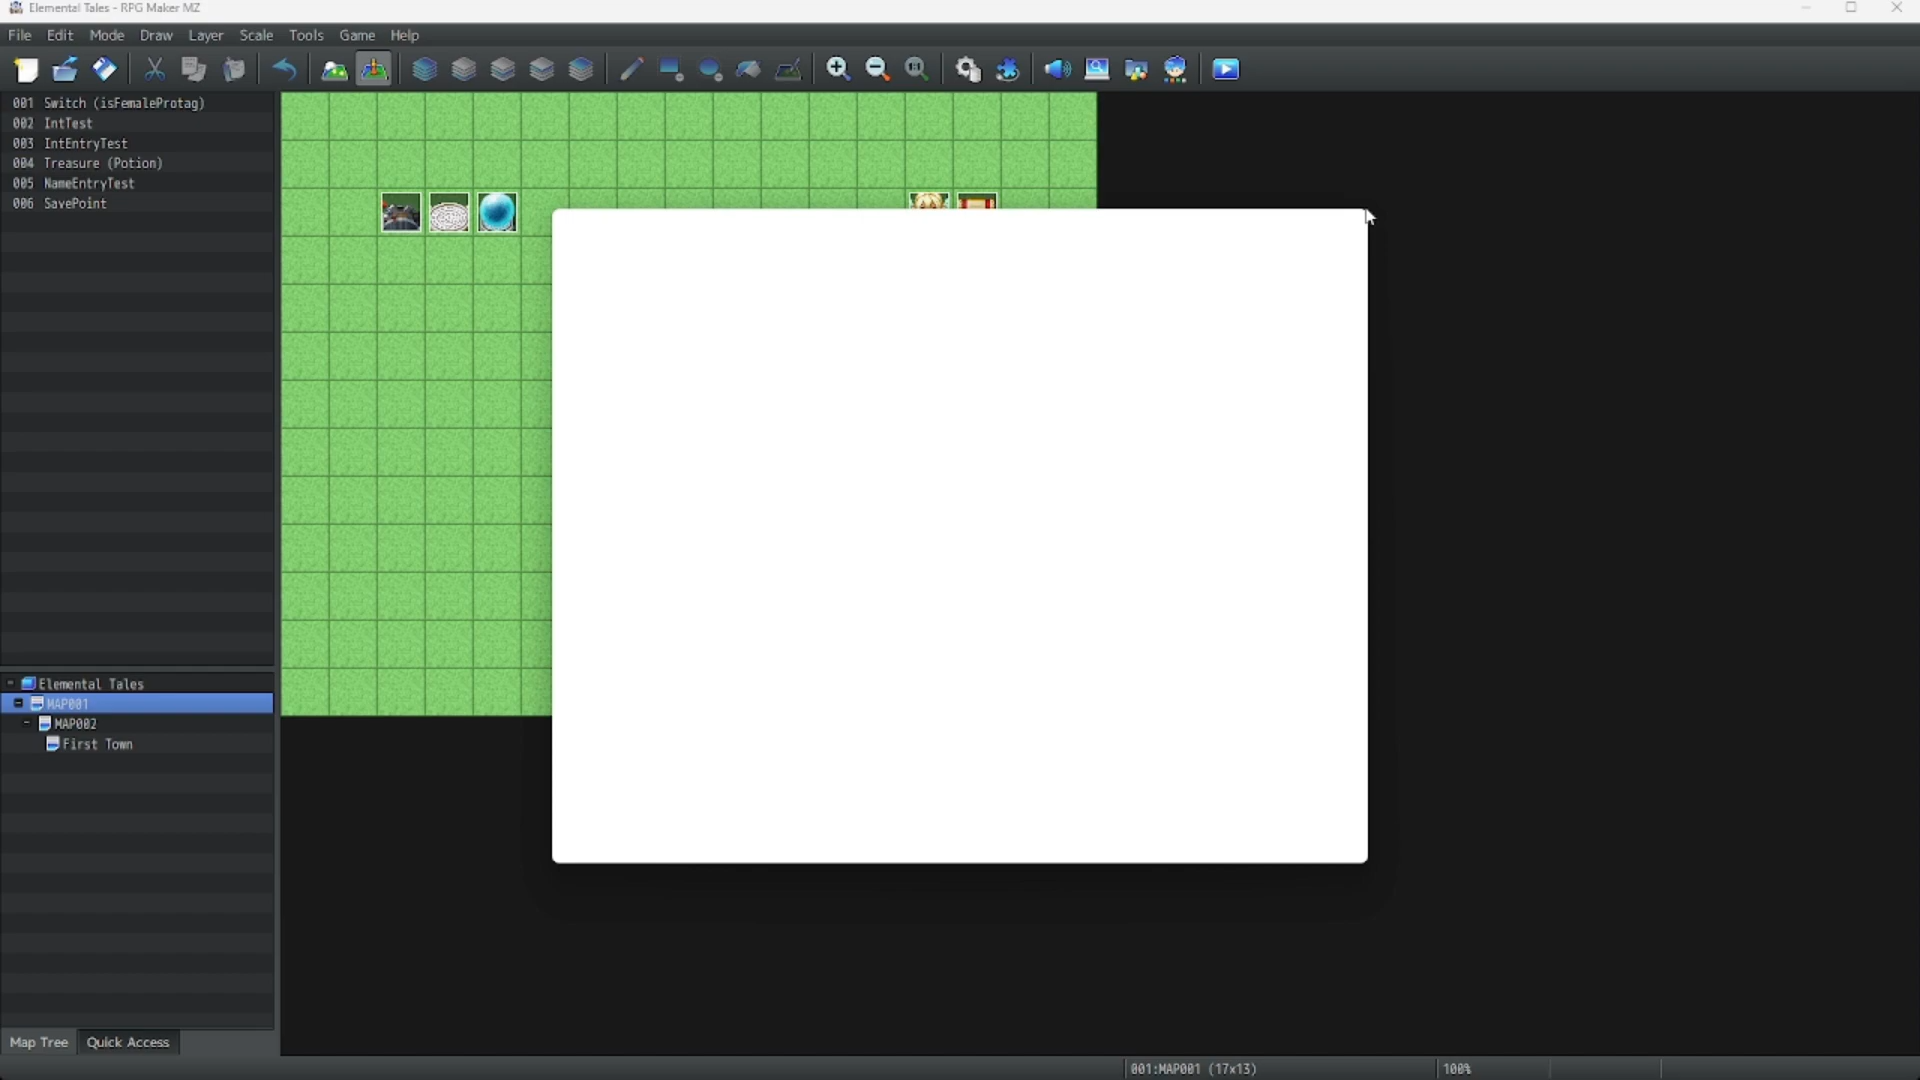 Elemental Tales - RPG Maker MZ
File Edit Mode Draw Layer Scale Tools Game Help
001 Switch (isFemaleProtag)
002 IntTest
003 IntEntryTest
004 Treasure (Potion)
005 NameEntryTest
006 SavePoint
Elemental Tales
MAP001
MAP002
First Town
Map Tree Quick Access
001:MAP001 (17x13) 100%